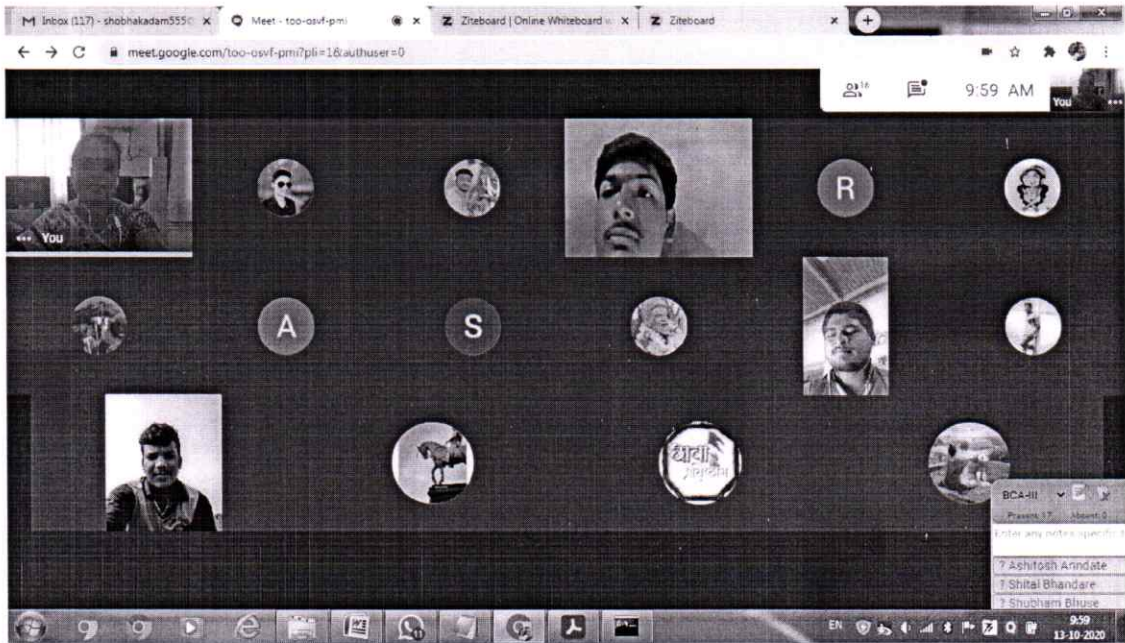 Inbox (117) - shobhakadam5550
Meet - too-osvf-pmi
Ziteboard | Online Whiteboard w
Ziteboard
meet.google.com/too-osvf-pmi?pli=1&authuser=0
16
9:59 AM
You
You
R
A
S
धावा
BCA-III
Present: 17 Absent: 0
Enter any notes specific t
? Ashitosh Anndate
? Shital Bhandare
? Shubham Bhuse
EN
9:59
13-10-2020